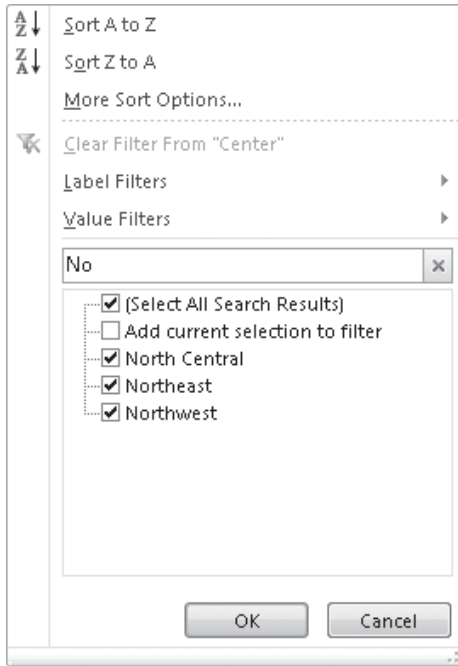 Sort A to Z
Sort Z to A
More Sort Options...
Clear Filter From "Center"
Label Filters
Value Filters
No
(Select All Search Results)
Add current selection to filter
North Central
Northeast
Northwest
OK Cancel